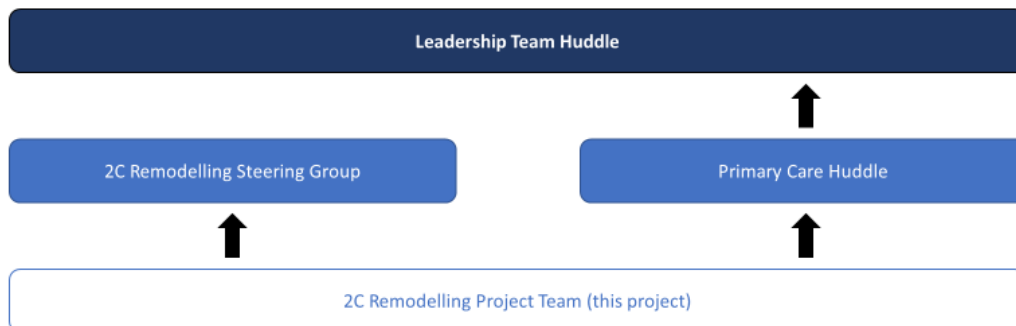 Leadership Team Huddle
2C Remodelling Steering Group
Primary Care Huddle
2C Remodelling Project Team (this project)